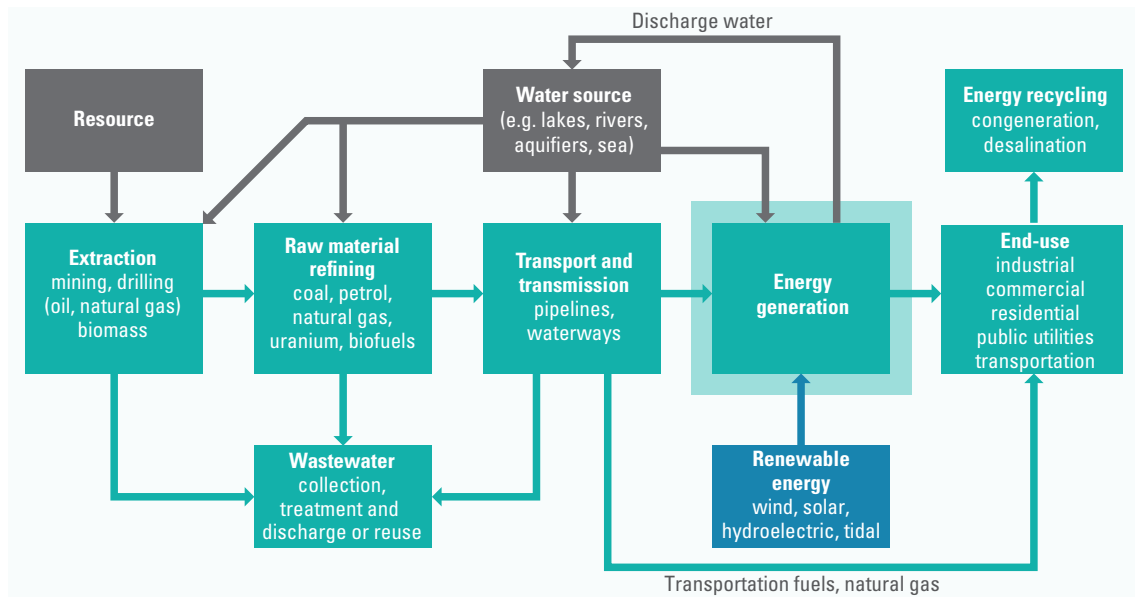 Discharge water
Resource
Water source
(e.g. lakes, rivers,
aquifiers, sea)
Energy recycling
congeneration,
desalination
Extraction
mining, drilling
(oil, natural gas)
biomass
Raw material
refining
coal, petrol,
natural gas,
uranium, biofuels
Transport and
transmission
pipelines,
waterways
Energy
generation
End-use
industrial
commercial
residential
public utilities
transportation
Wastewater
collection,
treatment and
discharge or reuse
Renewable
energy
wind, solar,
hydroelectric, tidal
Transportation fuels, natural gas